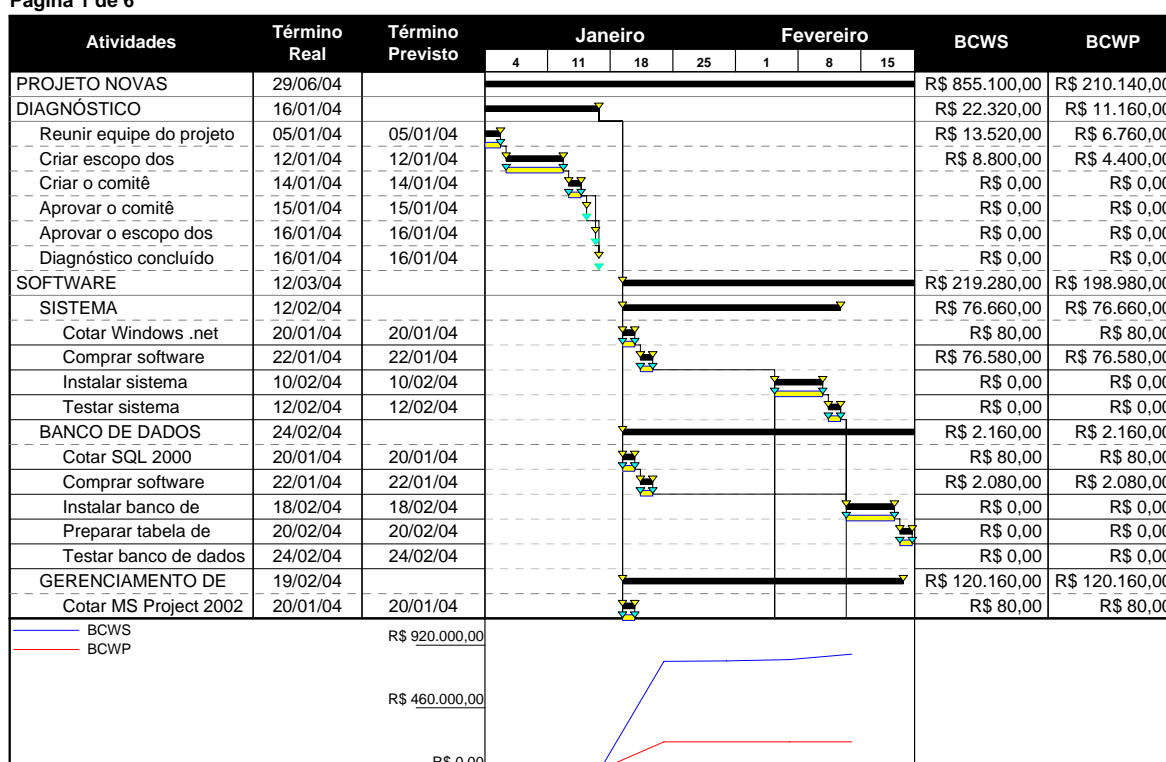 Página 1 de 6
Atividades Término Real Término Previsto Janeiro Fevereiro BCWS BCWP
4 11 18 25 1 8 15
PROJETO NOVAS 29/06/04 R$ 855.100,00 R$ 210.140,00
DIAGNÓSTICO 16/01/04 R$ 22.320,00 R$ 11.160,00
Reunir equipe do projeto 05/01/04 05/01/04 R$ 13.520,00 R$ 6.760,00
Criar escopo dos 12/01/04 12/01/04 R$ 8.800,00 R$ 4.400,00
Criar o comitê 14/01/04 14/01/04 R$ 0,00 R$ 0,00
Aprovar o comitê 15/01/04 15/01/04 R$ 0,00 R$ 0,00
Aprovar o escopo dos 16/01/04 16/01/04 R$ 0,00 R$ 0,00
Diagnóstico concluído 16/01/04 16/01/04 R$ 0,00 R$ 0,00
SOFTWARE 12/03/04 R$ 219.280,00 R$ 198.980,00
SISTEMA 12/02/04 R$ 76.660,00 R$ 76.660,00
Cotar Windows .net 20/01/04 20/01/04 R$ 80,00 R$ 80,00
Comprar software 22/01/04 22/01/04 R$ 76.580,00 R$ 76.580,00
Instalar sistema 10/02/04 10/02/04 R$ 0,00 R$ 0,00
Testar sistema 12/02/04 12/02/04 R$ 0,00 R$ 0,00
BANCO DE DADOS 24/02/04 R$ 2.160,00 R$ 2.160,00
Cotar SQL 2000 20/01/04 20/01/04 R$ 80,00 R$ 80,00
Comprar software 22/01/04 22/01/04 R$ 2.080,00 R$ 2.080,00
Instalar banco de 18/02/04 18/02/04 R$ 0,00 R$ 0,00
Preparar tabela de 20/02/04 20/02/04 R$ 0,00 R$ 0,00
Testar banco de dados 24/02/04 24/02/04 R$ 0,00 R$ 0,00
GERENCIAMENTO DE 19/02/04 R$ 120.160,00 R$ 120.160,00
Cotar MS Project 2002 20/01/04 20/01/04 R$ 80,00 R$ 80,00
BCWS
BCWP
R$ 920.000,00
R$ 460.000,00
R$ 0,00